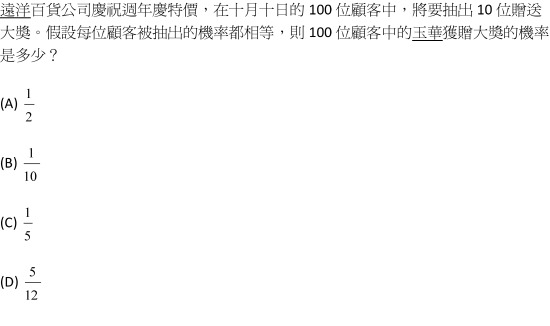 遠洋百貨公司慶祝週年慶特價，在十月十日的 100 位顧客中，將要抽出 10 位贈送
大獎。假設每位顧客被抽出的機率都相等，則 100 位顧客中的玉華獲贈大獎的機率
是多少？
(A) 1/2
(B) 1/10
(C) 1/5
(D) 5/12